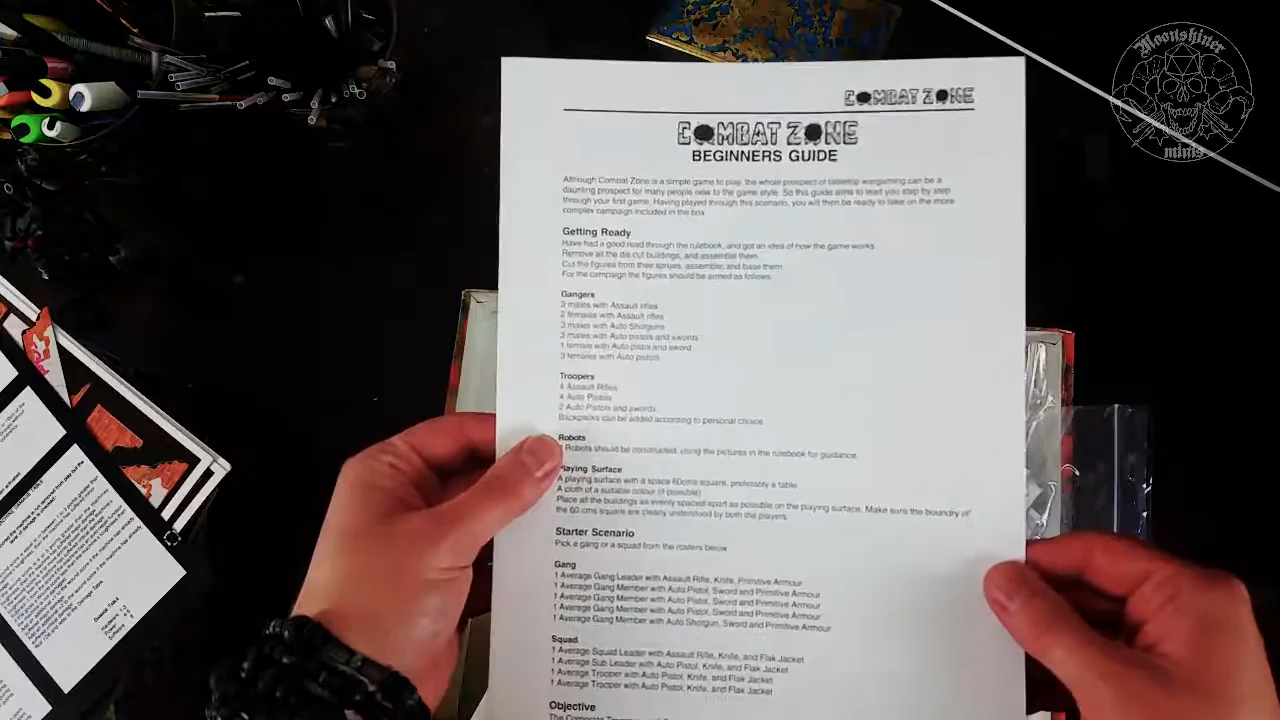 Moonshiner
minis
COMBAT ZONE
COMBAT ZONE
BEGINNERS GUIDE
Although Combat Zone is a simple game to play, the whole prospect of tabletop wargaming can be a
daunting prospect for many people new to the game style. So this guide aims to lead you step by step
through your first game. Having played through this scenario, you will then be ready to take on the more
complex campaign included in the box
Getting Ready
Have had a good read through the rulebook, and got an idea of how the game works.
Remove all the die cut buildings, and assemble them.
Cut the figures from their sprues, assemble, and base them.
For the campaign the figures should be armed as follows.
Gangers
males with Assault rifles
2 females with Assault rifles
3 males with Auto Shotguns
3 males with Auto pistols and swords
1 female with Auto pistol and sword
3 females with Auto pistols
Troopers
4 Assault Rifles
4 Auto Pistols
2 Auto Pistols and swords
Backpacks can be added according to personal choice.
Robots
Robots should be constructed, using the pictures in the rulebook for guidance.
Playing Surface
A playing surface with a space 60cms square, preferably a table
A cloth of a suitable colour (if possible)
Place all the buildings as evenly spaced apart as possible on the playing surface. Make sure the boundry of
the 60 cms square are clearly understood by both the players.
Starter Scenario
Pick a gang or a squad from the rosters below
Gang
1 Average Gang Leader with Assault Rifle, Knife, Primitive Armour
1 Average Gang Member with Auto Pistol, Sword and Primitive Armour
1 Average Gang Member with Auto Pistol, Sword and Primitive Armour
1 Average Gang Member with Auto Pistol, Sword and Primitive Armour
1 Average Gang Member with Auto Shotgun, Sword and Primitive Armour
Squad
1 Average Squad Leader with Assault Rifle, Knife, and Flak Jacket
1 Average Sub Leader with Auto Pistol, Knife, and Flak Jacket
1 Average Trooper with Auto Pistol, Knife, and Flak Jacket
1 Average Trooper with Auto Pistol, Knife, and Flak Jacket
Objective
The Corporate